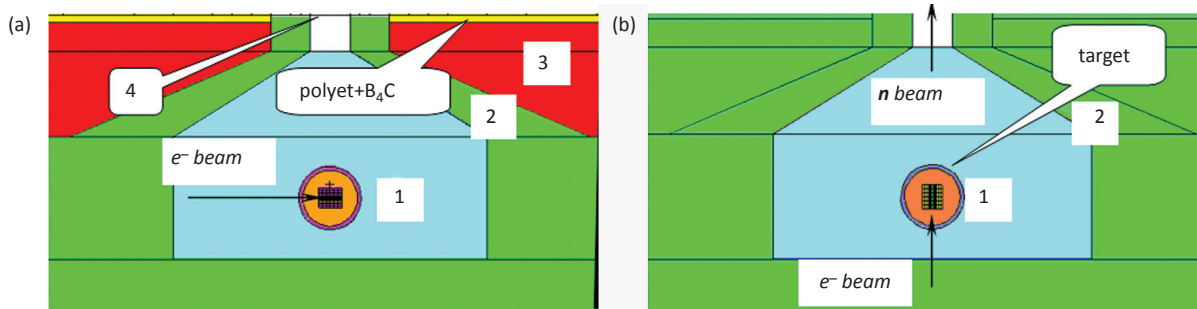 (a)
3
4
polyet+B₄C
2
e⁻ beam
1
(b)
target
n beam
2
1
e⁻ beam